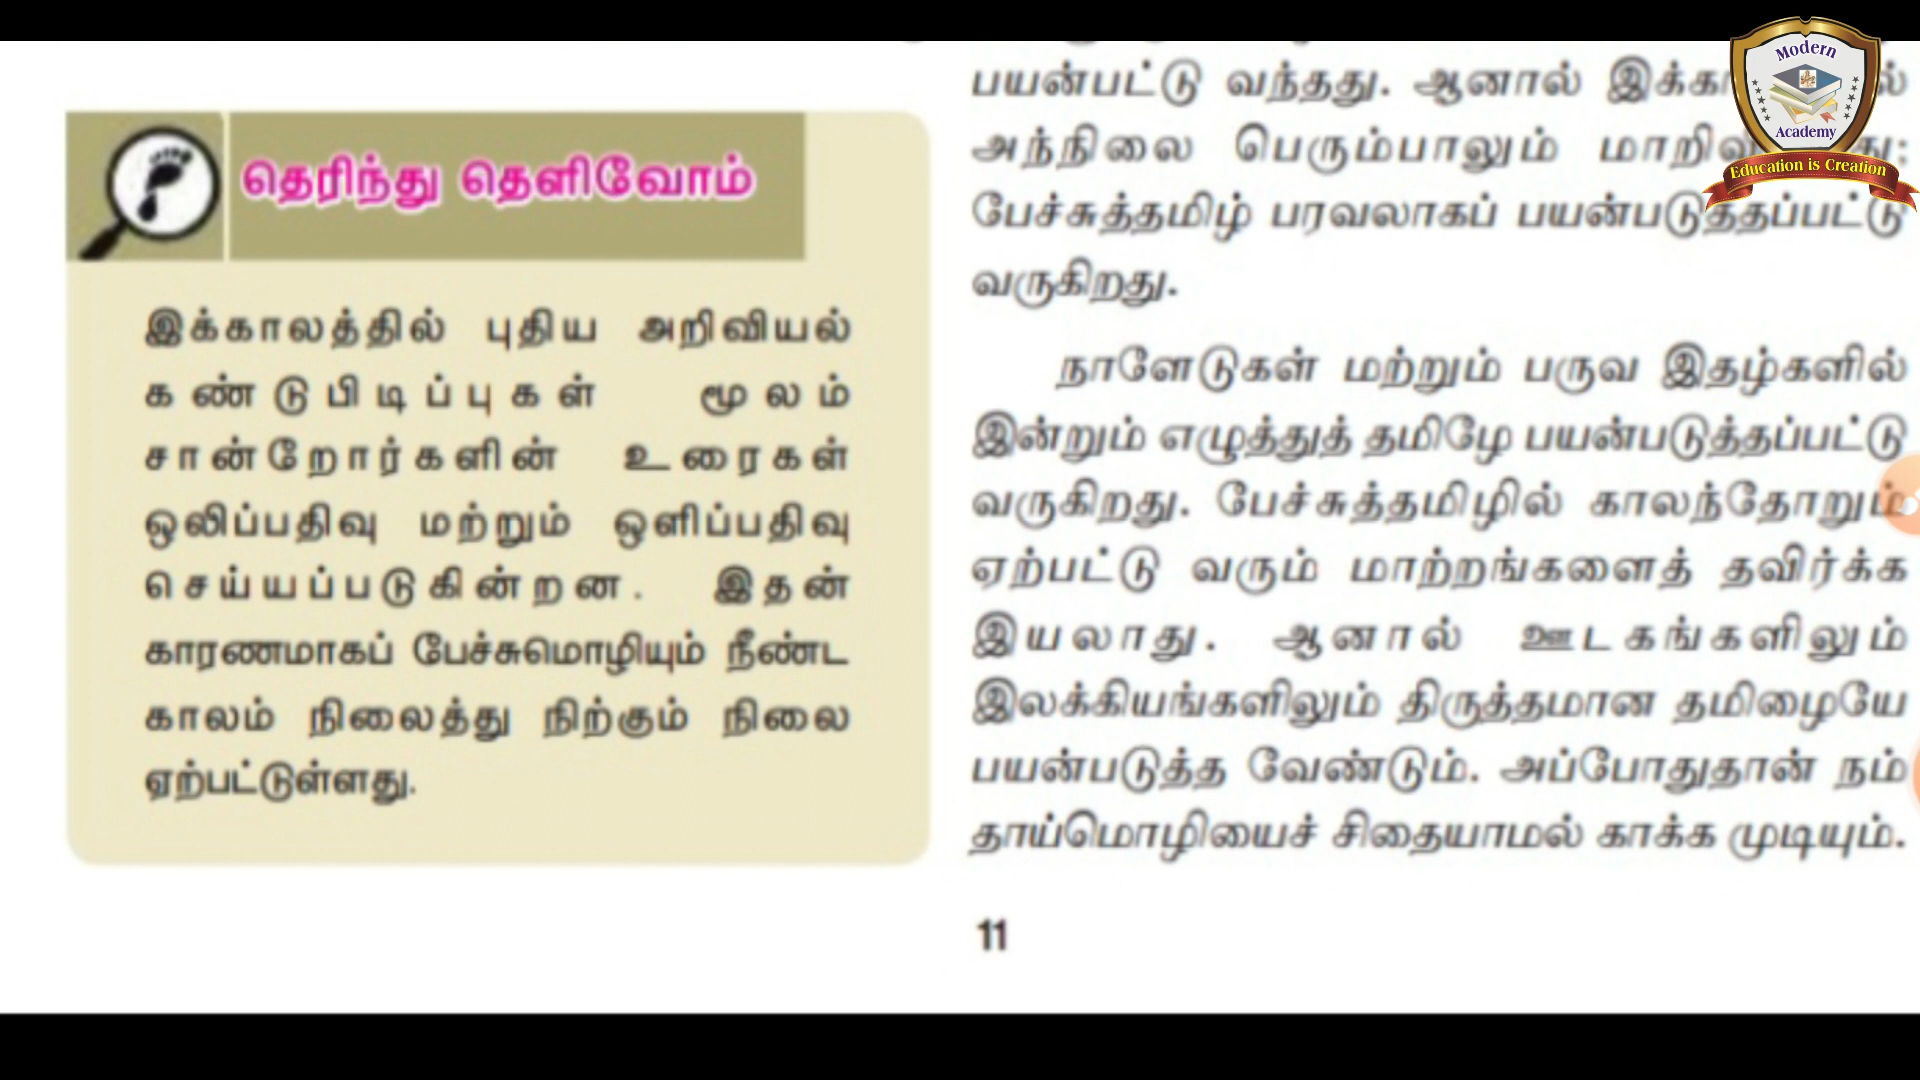 தெரிந்து தெளிவோம்
இக்காலத்தில் புதிய அறிவியல்
கண்டுபிடிப்புகள் மூலம்
சான்றோர்களின் உரைகள்
ஒலிப்பதிவு மற்றும் ஒளிப்பதிவு
செய்யப்படுகின்றன. இதன்
காரணமாகப் பேச்சுமொழியும் நீண்ட
காலம் நிலைத்து நிற்கும் நிலை
ஏற்பட்டுள்ளது.
பயன்பட்டு வந்தது. ஆனால்
அந்நிலை பெரும்பாலும்
பேச்சுத்தமிழ் பரவலாகப் பயன்படுத்தப்பட்டு
வருகிறது.
நாளேடுகள் மற்றும் பருவ இதழ்களில்
இன்றும் எழுத்துத் தமிழே பயன்படுத்தப்பட்டு
வருகிறது. பேச்சுத்தமிழில் காலந்தோறும்
ஏற்பட்டு வரும் மாற்றங்களைத் தவிர்க்க
இயலாது. ஆனால் ஊடகங்களிலும்
இலக்கியங்களிலும் திருத்தமான தமிழையே
பயன்படுத்த வேண்டும். அப்போதுதான் நம்
தாய்மொழியைச் சிதையாமல் காக்க முடியும்.
11
Modern
Academy
Education is Creation